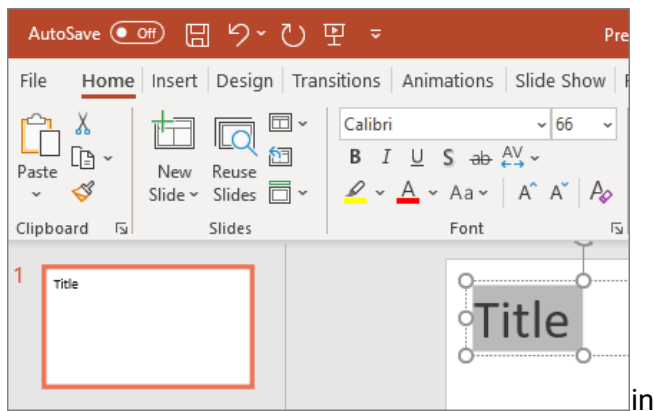 AutoSave Off Pre
File Home Insert Design Transitions Animations Slide Show
Calibri 66
B I U S ab AV
Paste New Slide Reuse Slides
A Aa A A A
Clipboard Slides Font
1 Title
Title
in